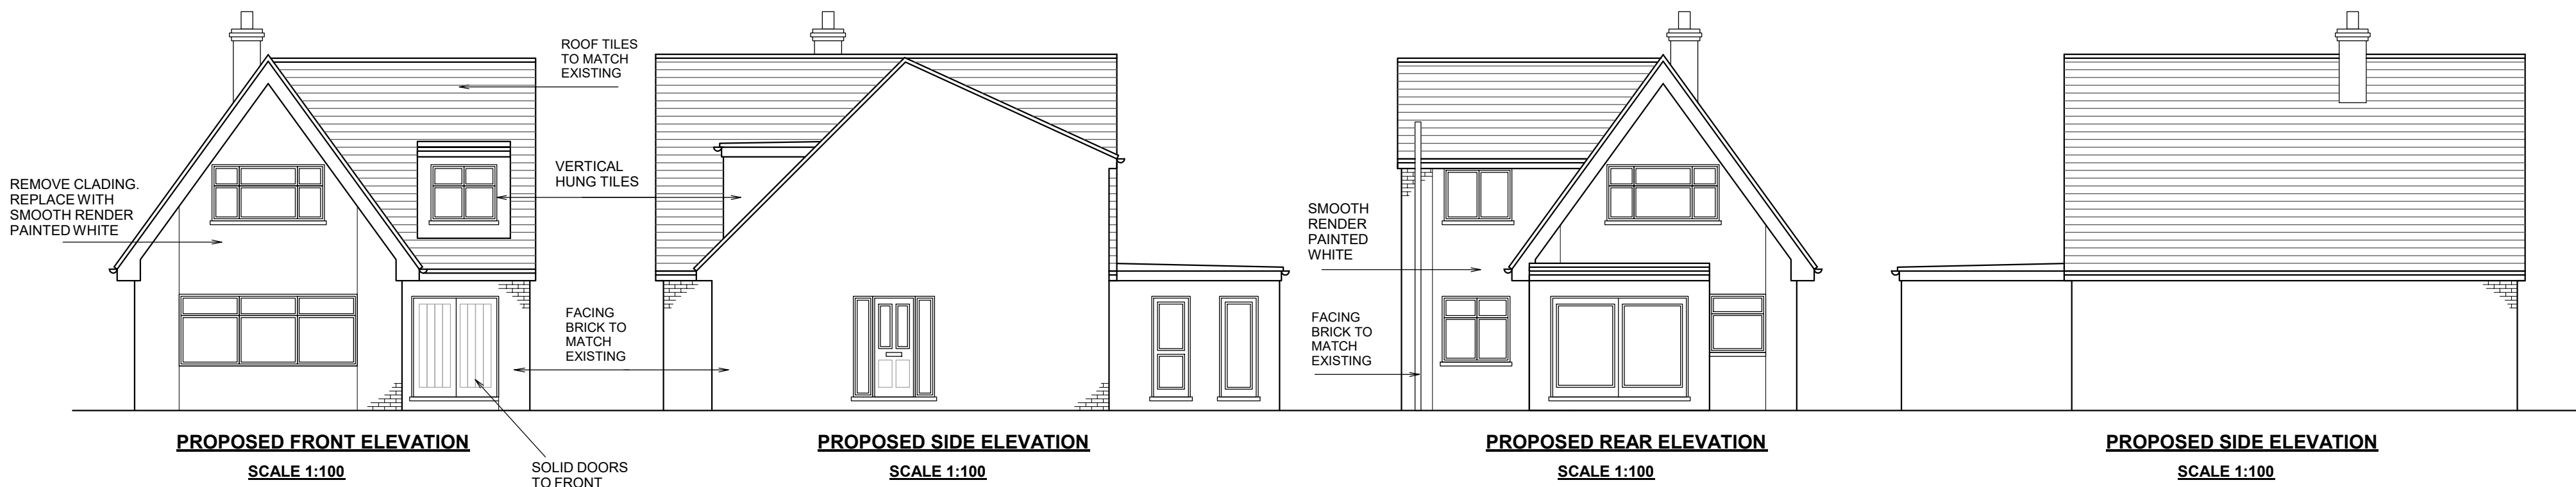 ROOF TILES
TO MATCH
EXISTING
VERTICAL
HUNG TILES
REMOVE CLADING.
REPLACE WITH
SMOOTH RENDER
PAINTED WHITE
FACING
BRICK TO
MATCH
EXISTING
SOLID DOORS
TO FRONT
SMOOTH
RENDER
PAINTED
WHITE
FACING
BRICK TO
MATCH
EXISTING
PROPOSED FRONT ELEVATION
SCALE 1:100
PROPOSED SIDE ELEVATION
SCALE 1:100
PROPOSED REAR ELEVATION
SCALE 1:100
PROPOSED SIDE ELEVATION
SCALE 1:100